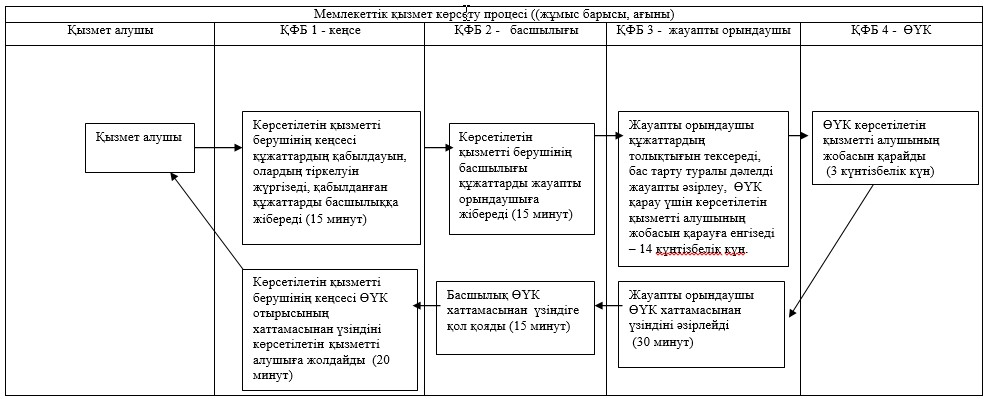 Мемлекеттік қызмет көрсету процесі ((жұмыс барысы, ағыны)
Қызмет алушы
ҚФБ 1 - кеңсе
ҚФБ 2 - басшылығы
ҚФБ 3 - жауапты орындаушы
ҚФБ 4 - ӨҮК
Қызмет алушы
Көрсетілетін қызметті
берушінің кеңсесі
құжаттардың қабылдауын,
олардың тіркелуін
жүргізеді, қабылданған
құжаттарды басшылыққа
жібереді (15 минут)
Көрсетілетін
қызметті берушінің
басшылығы
құжаттарды жауапты
орындаушыға
жібереді (15 минут)
Жауапты орындаушы
құжаттардың
толықтығын тексереді,
бас тарту туралы дәлелді
жауапты әзірлеу, ӨҮК
қарау үшін көрсетілетін
қызметті алушының
жобасын қарауға енгізеді
– 14 күнтізбелік күн.
ӨҮК көрсетілетін
қызметті алушының
жобасын қарайды
(3 күнтізбелік күн)
Көрсетілетін қызметті
берушінің кеңсесі ӨҮК
отырысының
хаттамасынан үзіндіні
көрсетілетін қызметті
алушыға жолдайды (20
минут)
Басшылық ӨҮК
хаттамасынан үзіндіге
қол қояды (15 минут)
Жауапты орындаушы
ӨҮК хаттамасынан
үзіндіні әзірлейді
(30 минут)